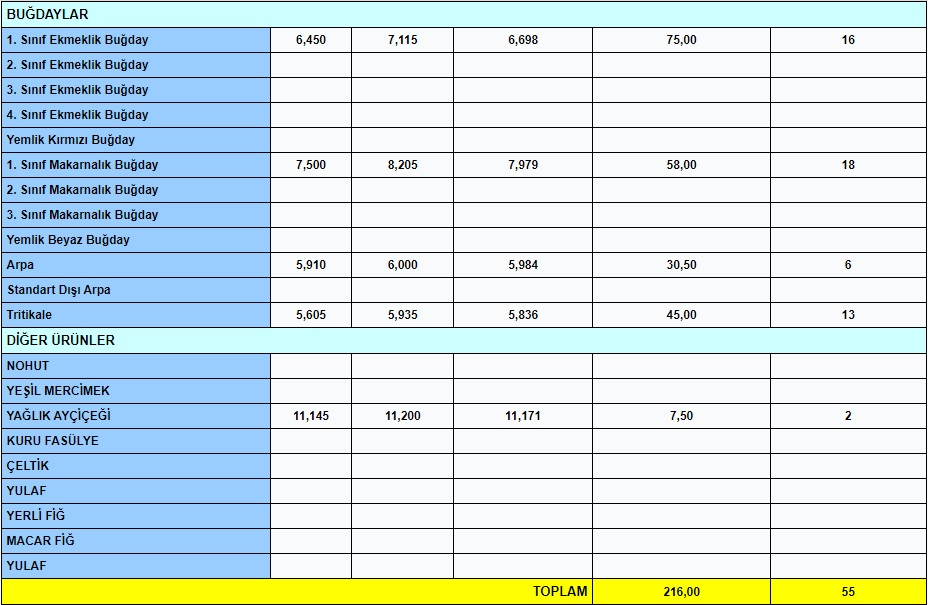 BUĞDAYLAR
1. Sınıf Ekmeklik Buğday 6,450 7,115 6,698 75,00 16
2. Sınıf Ekmeklik Buğday
3. Sınıf Ekmeklik Buğday
4. Sınıf Ekmeklik Buğday
Yemlik Kırmızı Buğday
1. Sınıf Makarnalık Buğday 7,500 8,205 7,979 58,00 18
2. Sınıf Makarnalık Buğday
3. Sınıf Makarnalık Buğday
Yemlik Beyaz Buğday
Arpa 5,910 6,000 5,984 30,50 6
Standart Dışı Arpa
Tritikale 5,605 5,935 5,836 45,00 13
DİĞER ÜRÜNLER
NOHUT
YEŞİL MERCİMEK
YAĞLIK AYÇİÇEĞİ 11,145 11,200 11,171 7,50 2
KURU FASÜLYE
ÇELTİK
YULAF
YERLİ FİĞ
MACAR FİĞ
YULAF
TOPLAM 216,00 55